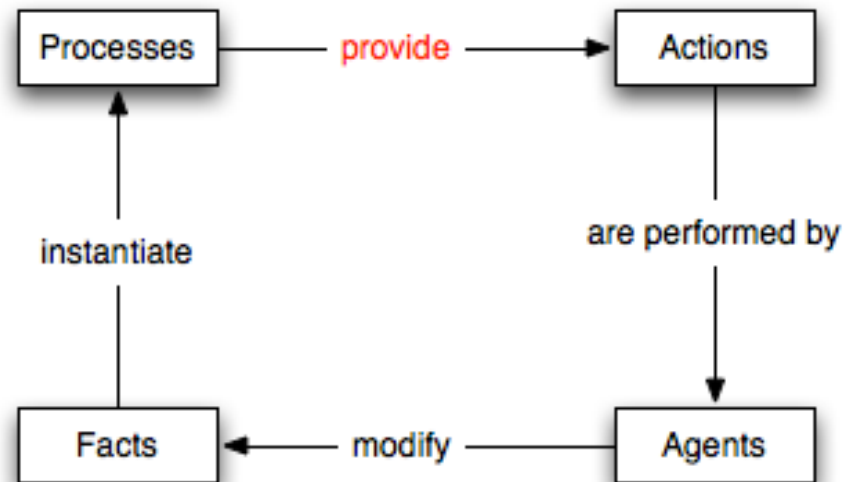 Processes
provide
Actions
instantiate
are performed by
Facts
modify
Agents